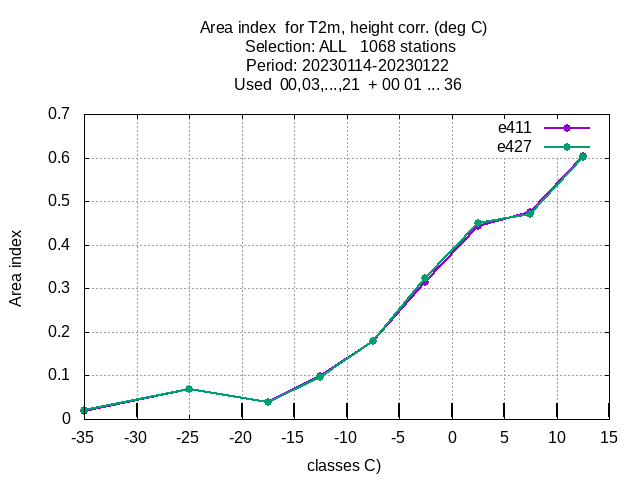 Area index  for T2m, height corr. (deg C)
Selection: ALL   1068 stations
Period: 20230114-20230122
Used  00,03,...,21  + 00 01 ... 36
e411
e427
0.7
0.6
0.5
0.4
0.3
0.2
0.1
0
Area index
-35 -30 -25 -20 -15 -10 -5 0 5 10 15
classes C)